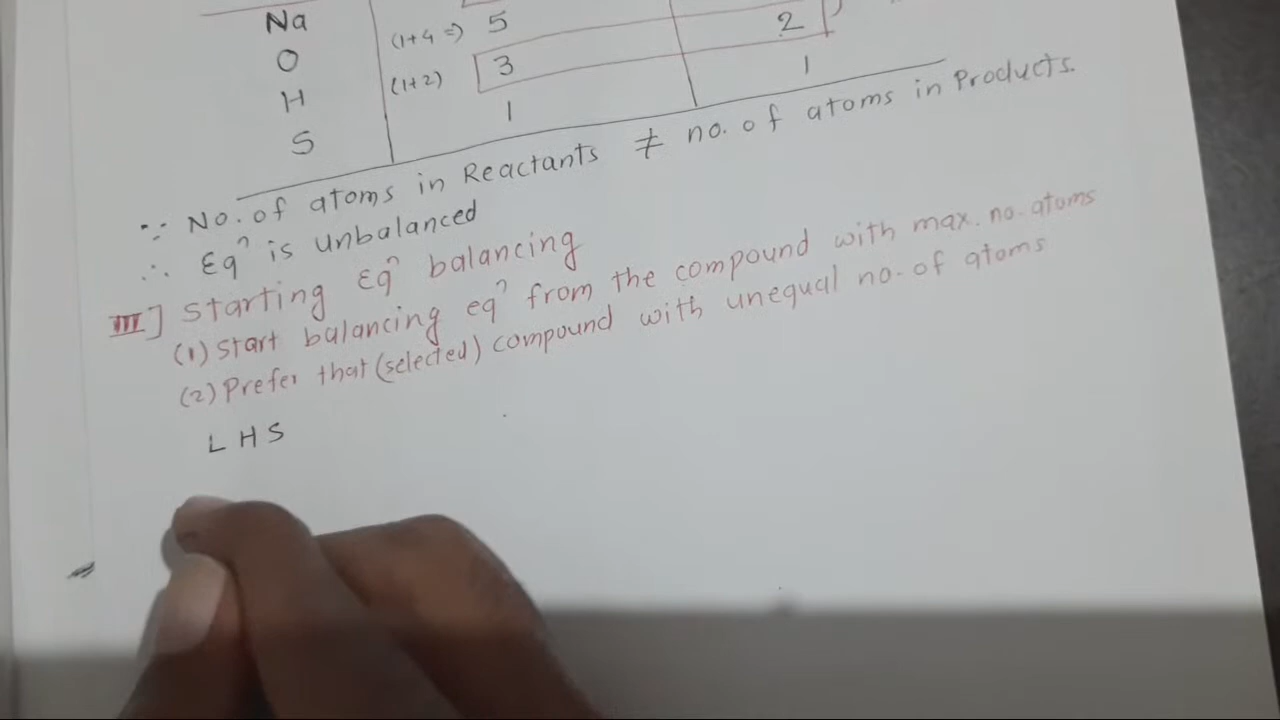 Na
O (1+4 =) 5
H (1+2) 3 2
S 1 1
∵ No. of atoms in Reactants ≠ no. of atoms in Products.
∴ Eqⁿ is unbalanced
III] Starting Eqⁿ balancing
(1) Start balancing eqⁿ from the compound with max. no. atoms
(2) Prefer that (selected) compound with unequal no. of atoms
LHS